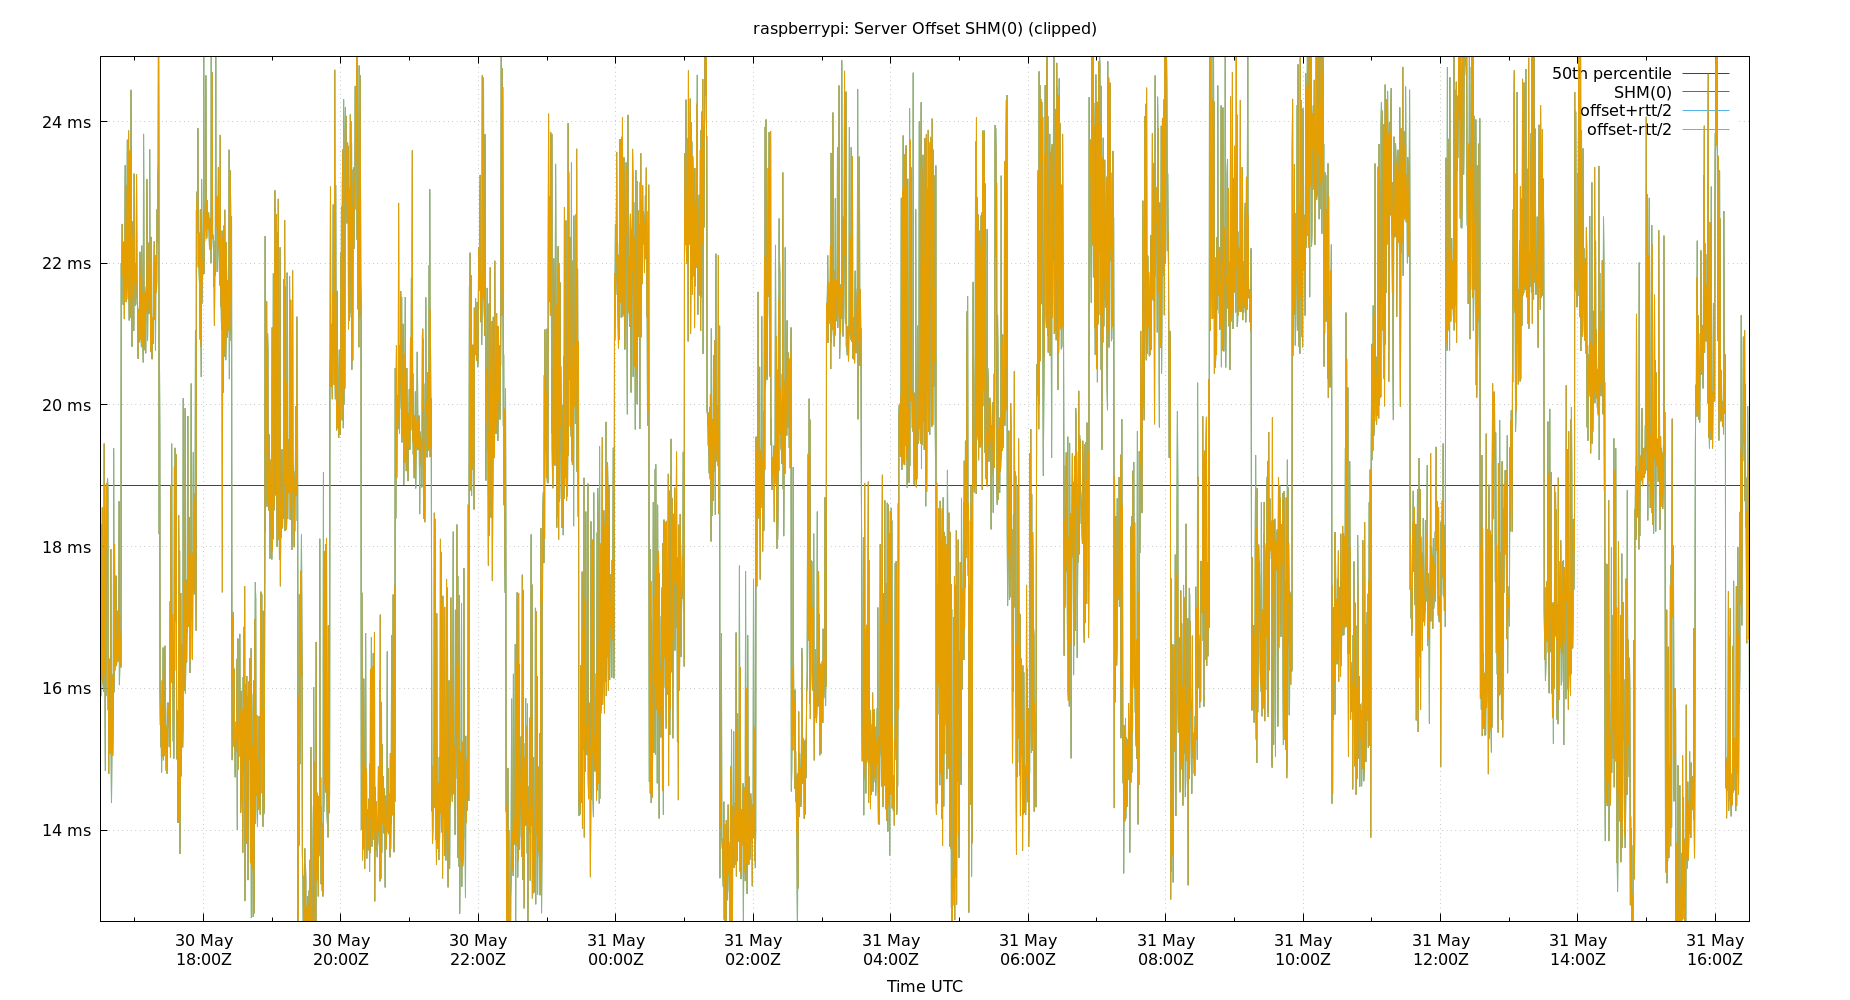 raspberrypi: Server Offset SHM(0) (clipped)
50th percentile
SHM(0)
offset+rtt/2
offset-rtt/2
24 ms
22 ms
20 ms
18 ms
16 ms
14 ms
30 May 30 May 30 May 31 May 31 May 31 May 31 May 31 May 31 May 31 May 31 May 31 May
18:00Z 20:00Z 22:00Z 00:00Z 02:00Z 04:00Z 06:00Z 08:00Z 10:00Z 12:00Z 14:00Z 16:00Z
Time UTC